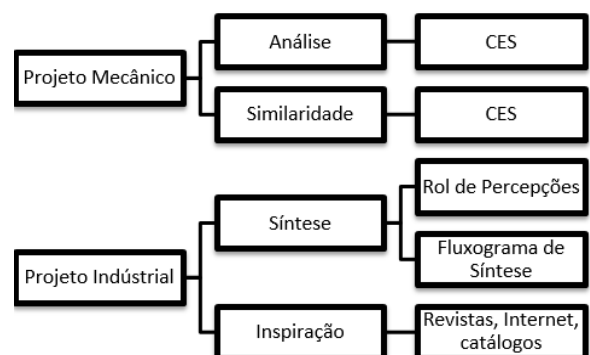 Projeto Mecânico
Análise
CES
Similaridade
CES
Projeto Indústrial
Síntese
Rol de Percepções
Fluxograma de
Síntese
Inspiração
Revistas, Internet,
catálogos